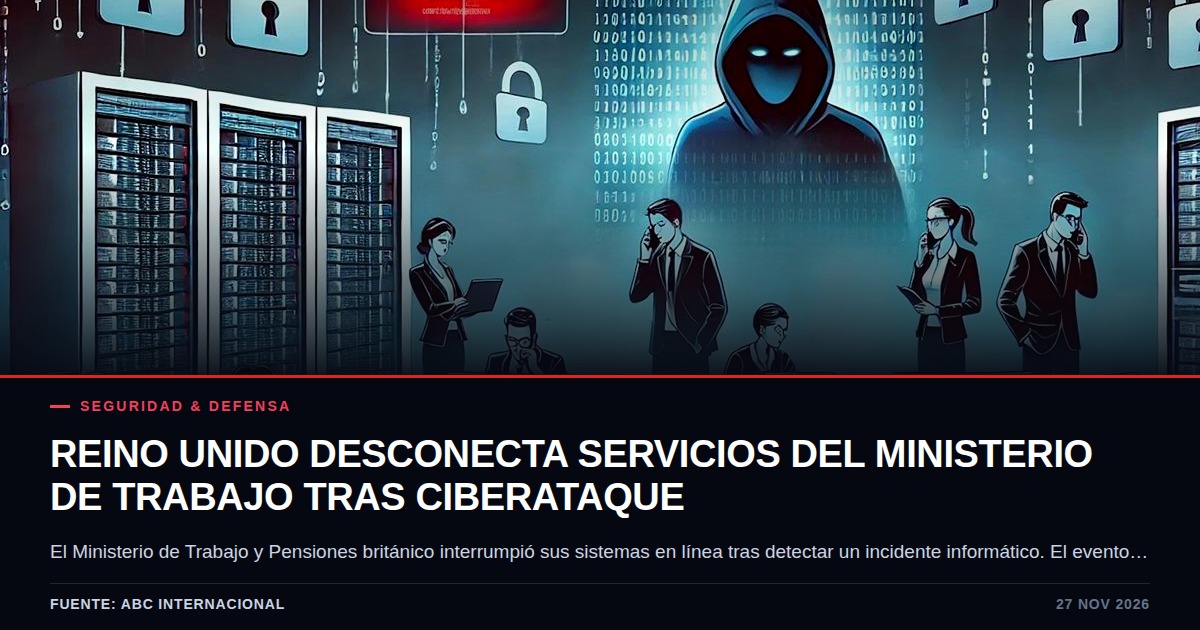 SEGURIDAD & DEFENSA
REINO UNIDO DESCONECTA SERVICIOS DEL MINISTERIO
DE TRABAJO TRAS CIBERATAQUE
El Ministerio de Trabajo y Pensiones británico interrumpió sus sistemas en línea tras detectar un incidente informático. El evento…
FUENTE: ABC INTERNACIONAL
27 NOV 2026